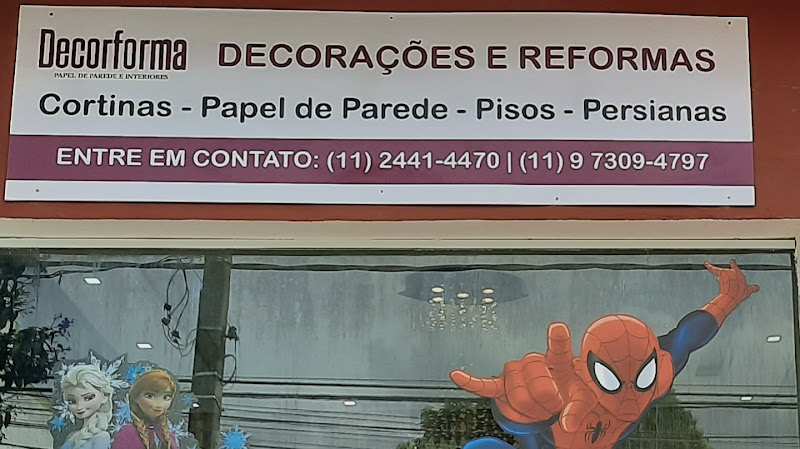 Decorforma
PAPEL DE PAREDE E INTERIORES
DECORAÇÕES E REFORMAS
Cortinas - Papel de Parede - Pisos - Persianas
ENTRE EM CONTATO: (11) 2441-4470 | (11) 9 7309-4797